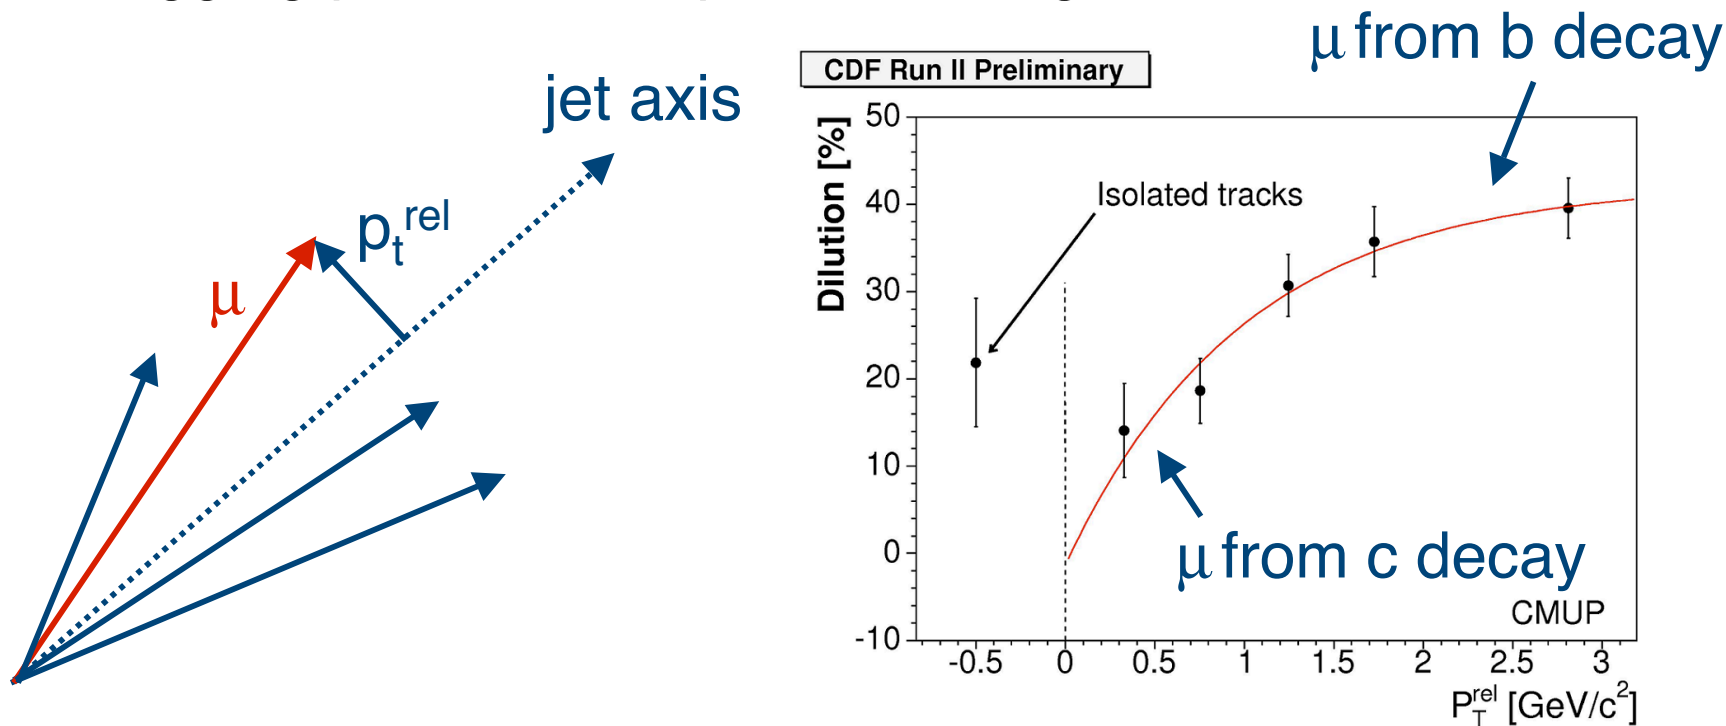 jet axis
p_t^rel
μ
CDF Run II Preliminary
μ from b decay
Dilution [%]
50
40
30
20
10
0
-10
Isolated tracks
μ from c decay
CMUP
-0.5 0 0.5 1 1.5 2 2.5 3
P_T^rel [GeV/c^2]